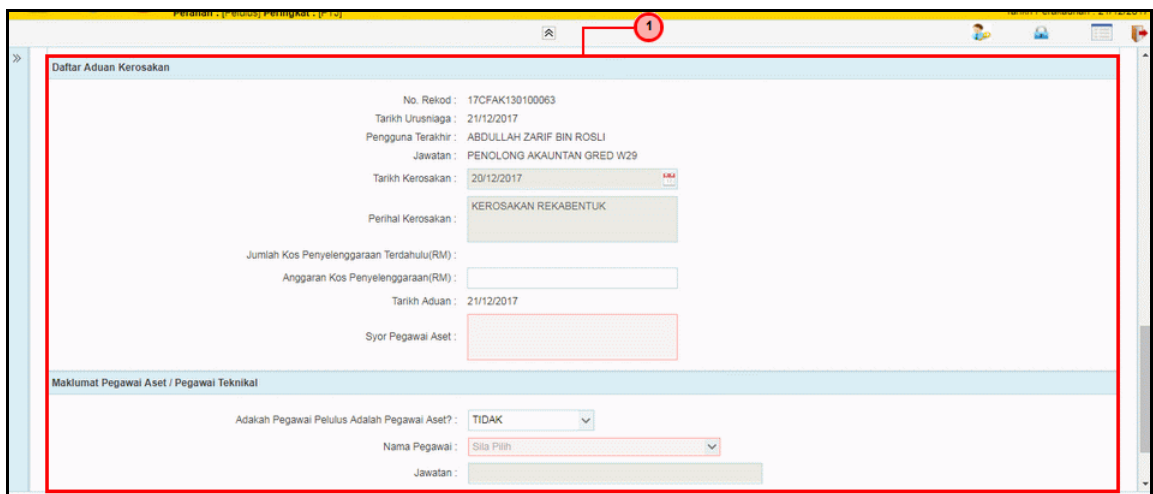 Peranan : [Pelulus] Peringkat : [PTJ]
1
Daftar Aduan Kerosakan
No. Rekod : 17CFAK130100063
Tarikh Urusniaga : 21/12/2017
Pengguna Terakhir : ABDULLAH ZARIF BIN ROSLI
Jawatan : PENOLONG AKAUNTAN GRED W29
Tarikh Kerosakan : 20/12/2017
Perihal Kerosakan : KEROSAKAN REKABENTUK
Jumlah Kos Penyelenggaraan Terdahulu(RM) :
Anggaran Kos Penyelenggaraan(RM) :
Tarikh Aduan : 21/12/2017
Syor Pegawai Aset :
Maklumat Pegawai Aset / Pegawai Teknikal
Adakah Pegawai Pelulus Adalah Pegawai Aset? : TIDAK
Nama Pegawai : Sila Pilih
Jawatan :